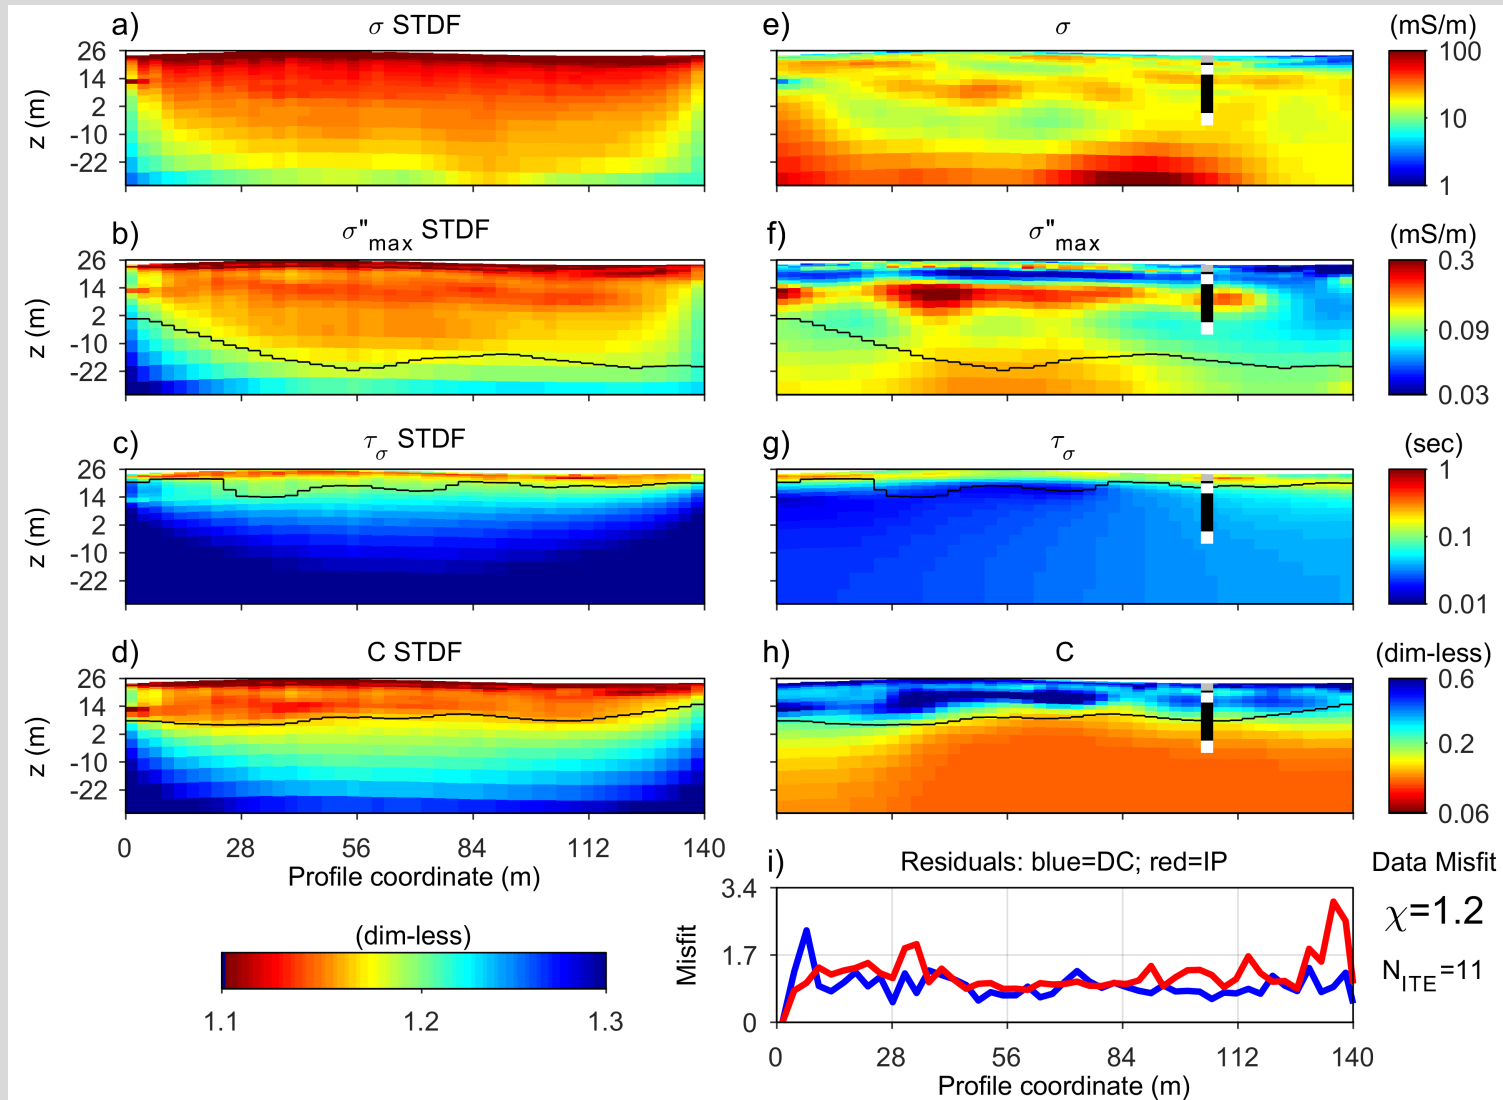 a) σ STDF
26
14
2
-10
-22
z (m)
e) σ
(mS/m)
100
10
1
b) σ"max STDF
26
14
2
-10
-22
z (m)
f) σ"max
(mS/m)
0.3
0.09
0.03
c) τσ STDF
26
14
2
-10
-22
z (m)
g) τσ
(sec)
1
0.1
0.01
d) C STDF
26
14
2
-10
-22
z (m)
0 28 56 84 112 140
Profile coordinate (m)
h) C
(dim-less)
0.6
0.2
0.06
(dim-less)
1.1 1.2 1.3
i) Residuals: blue=DC; red=IP
3.4
1.7
0
Misfit
0 28 56 84 112 140
Profile coordinate (m)
Data Misfit
χ=1.2
NITE=11